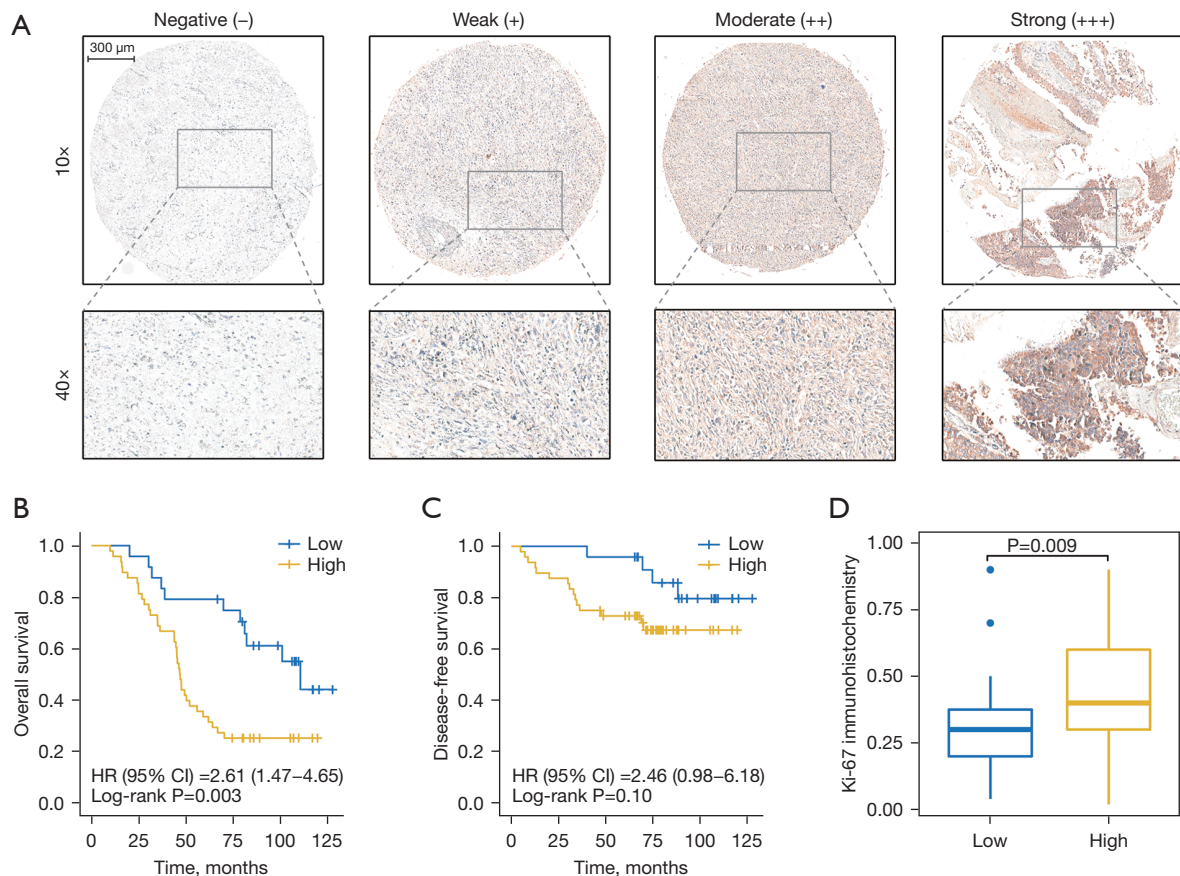 A
Negative (−)
Weak (+)
Moderate (++)
Strong (+++)
300 μm
10×
40×
B
Overall survival
1.0
0.8
0.6
0.4
0.2
0.0
Low
High
HR (95% CI) =2.61 (1.47–4.65)
Log-rank P=0.003
0 25 50 75 100 125
Time, months
C
Disease-free survival
1.0
0.8
0.6
0.4
0.2
0.0
Low
High
HR (95% CI) =2.46 (0.98–6.18)
Log-rank P=0.10
0 25 50 75 100 125
Time, months
D
Ki-67 immunohistochemistry
1.00
0.75
0.50
0.25
0.00
P=0.009
Low
High